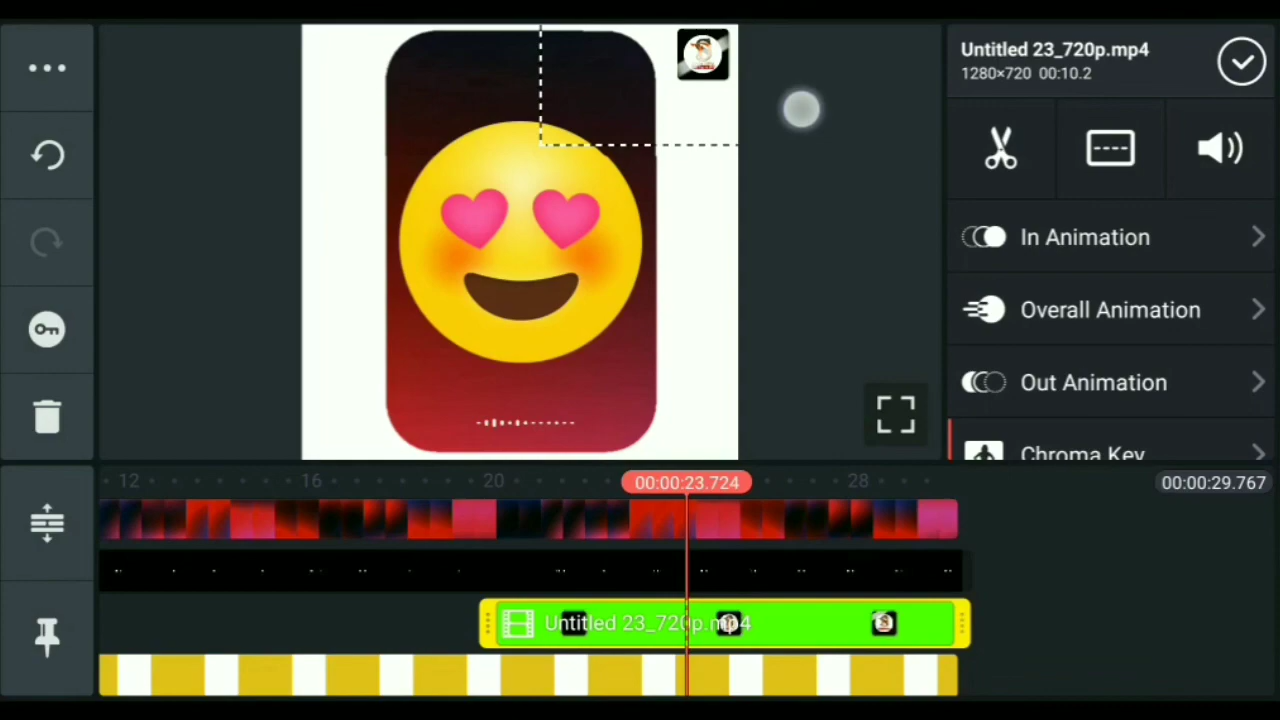 Untitled 23_720p.mp4
1280×720 00:10.2
In Animation
Overall Animation
Out Animation
Chroma Key
12
16
20
00:00:23.724
28
00:00:29.767
Untitled 23_720p.mp4